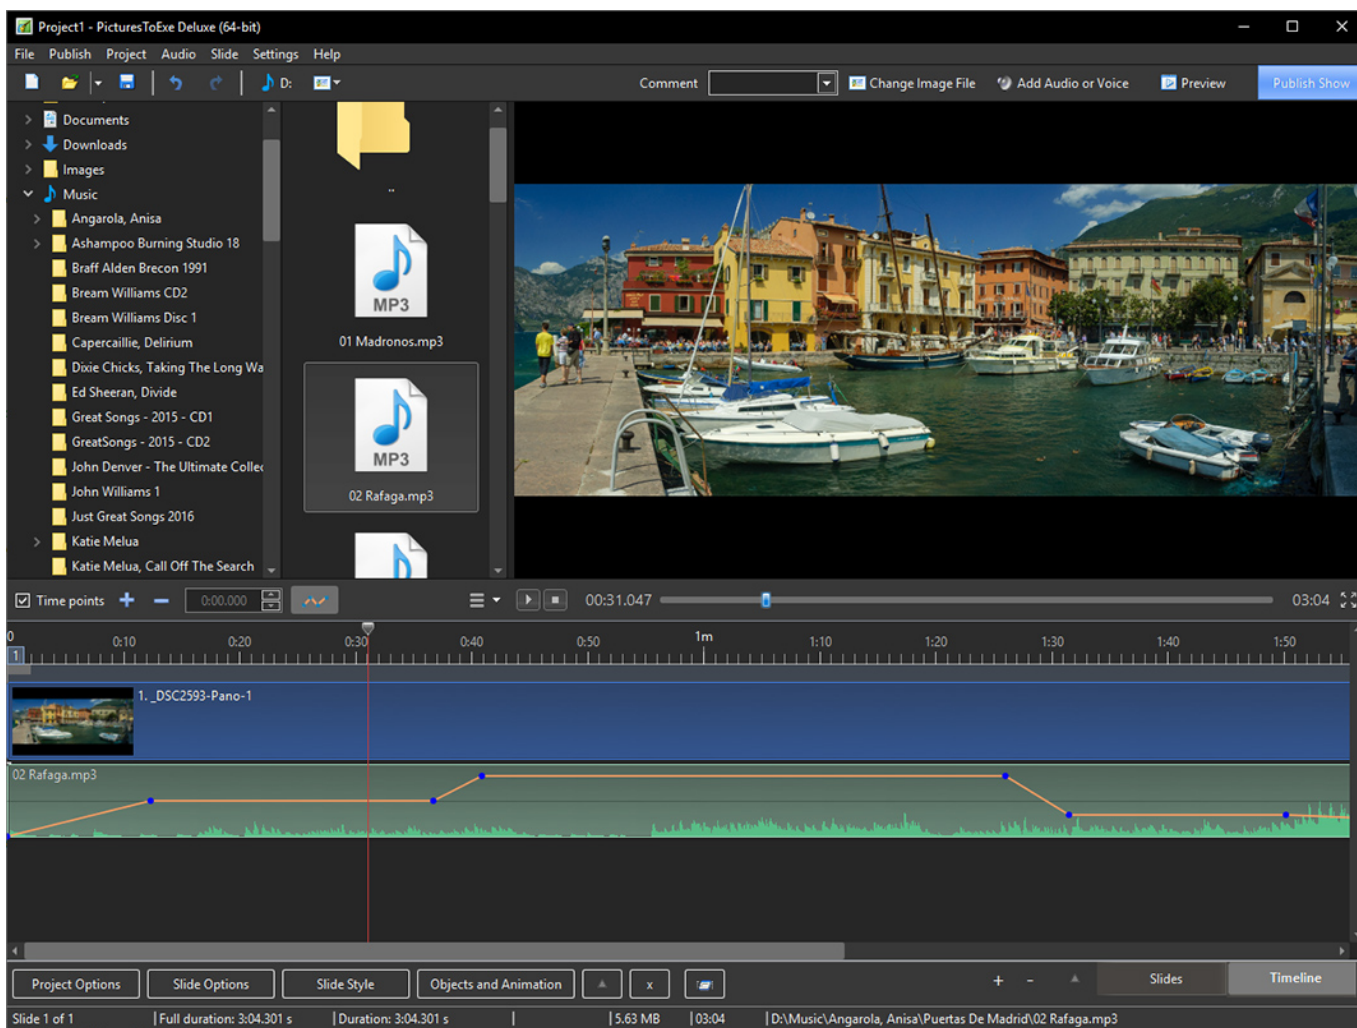 Project1 - PicturesToExe Deluxe (64-bit)
File Publish Project Audio Slide Settings Help
D: Comment Change Image File Add Audio or Voice Preview Publish Show
Documents
Downloads
Images
Music
Angarola, Anisa
Ashampoo Burning Studio 18
Braff Alden Brecon 1991
Bream Williams CD2
Bream Williams Disc 1
Capercaillie, Delirium
Dixie Chicks, Taking The Long Wa
Ed Sheeran, Divide
Great Songs - 2015 - CD1
GreatSongs - 2015 - CD2
John Denver - The Ultimate Collec
John Williams 1
Just Great Songs 2016
Katie Melua
Katie Melua, Call Off The Search
..
MP3
01 Madronos.mp3
MP3
02 Rafaga.mp3
Time points 0:00.000 00:31.047 03:04
0 0:10 0:20 0:30 0:40 0:50 1m 1:10 1:20 1:30 1:40 1:50
1
1. _DSC2593-Pano-1
02 Rafaga.mp3
Project Options Slide Options Slide Style Objects and Animation x + - Slides Timeline
Slide 1 of 1 |Full duration: 3:04.301 s |Duration: 3:04.301 s | |5.63 MB |03:04 |D:\Music\Angarola, Anisa\Puertas De Madrid\02 Rafaga.mp3